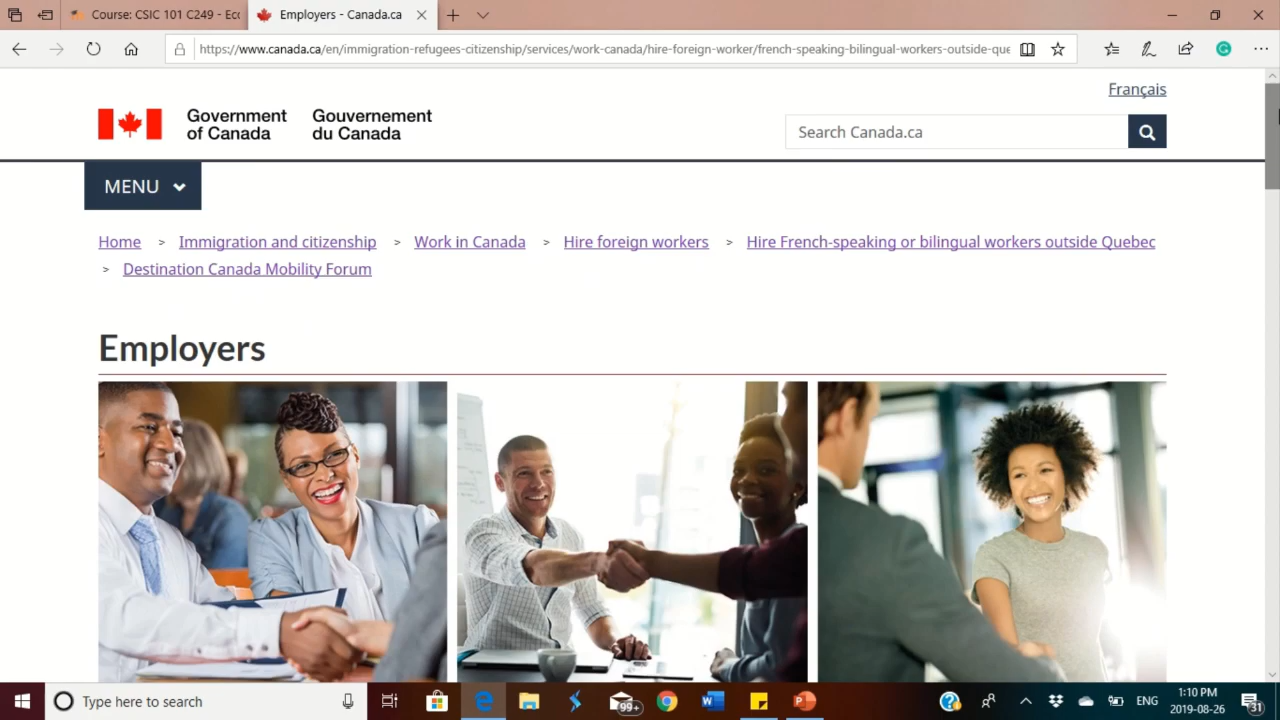 Course: CSIC 101 C249 - Ecc
Employers - Canada.ca
https://www.canada.ca/en/immigration-refugees-citizenship/services/work-canada/hire-foreign-worker/french-speaking-bilingual-workers-outside-que
Français
Government of Canada
Gouvernement du Canada
Search Canada.ca
MENU
Home > Immigration and citizenship > Work in Canada > Hire foreign workers > Hire French-speaking or bilingual workers outside Quebec
> Destination Canada Mobility Forum
Employers
Type here to search
99+
ENG
1:10 PM
2019-08-26
31